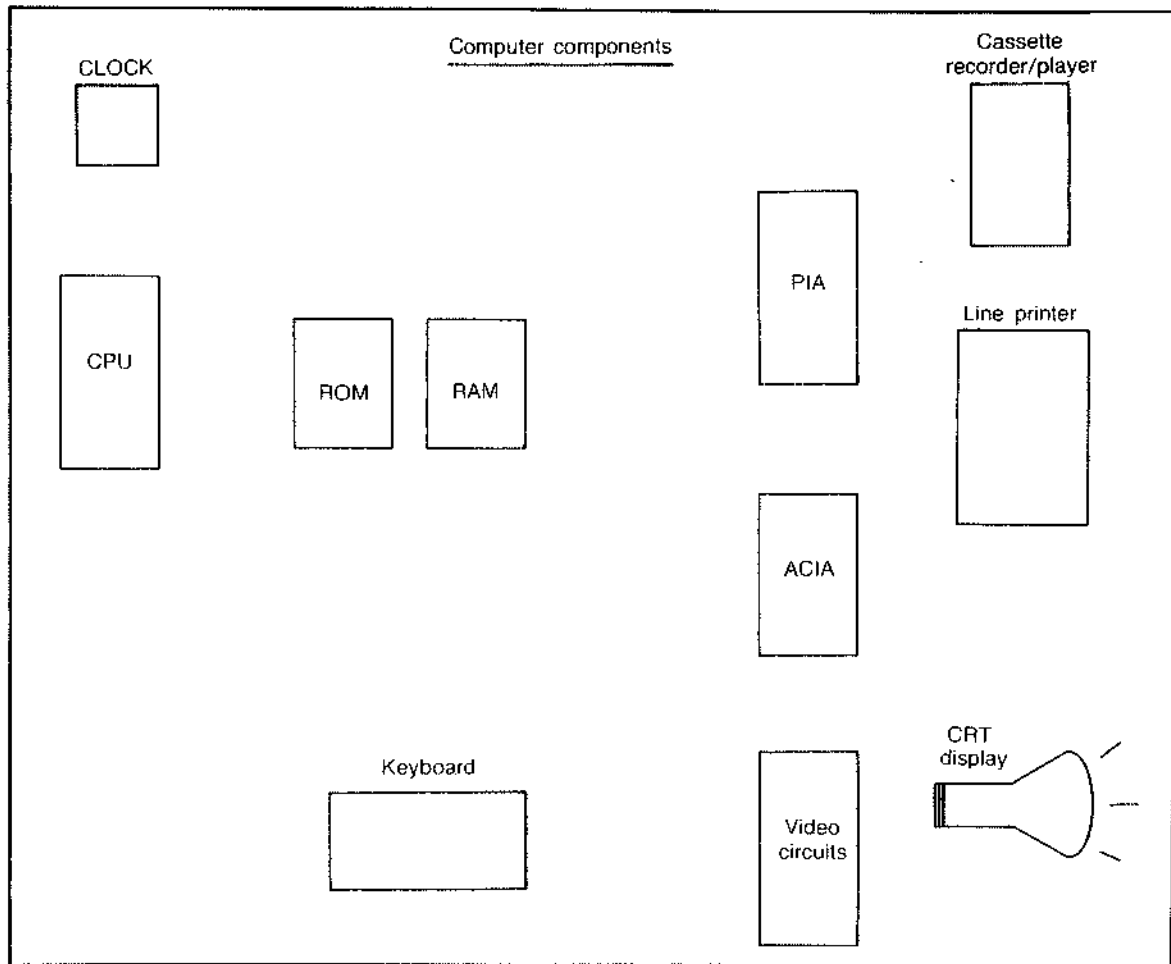 Computer components
CLOCK
Cassette
recorder/player
PIA
Line printer
CPU
ROM
RAM
ACIA
CRT
display
Keyboard
Video
circuits